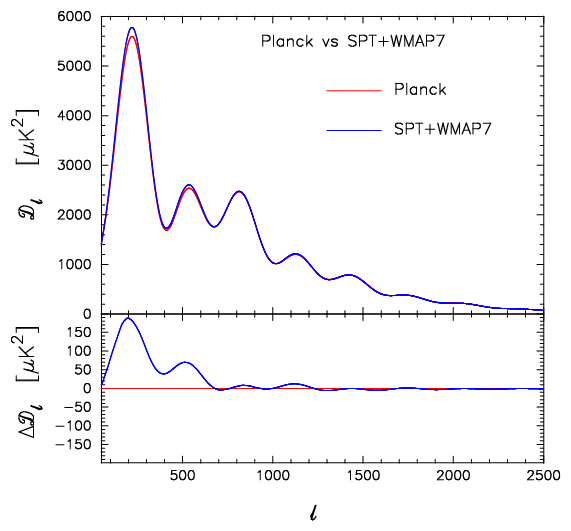 Planck vs SPT+WMAP7
Planck
SPT+WMAP7
6000
5000
4000
3000
2000
1000
0
𝒟ℓ [μK²]
150
100
50
0
−50
−100
−150
Δ𝒟ℓ [μK²]
500 1000 1500 2000 2500
ℓ